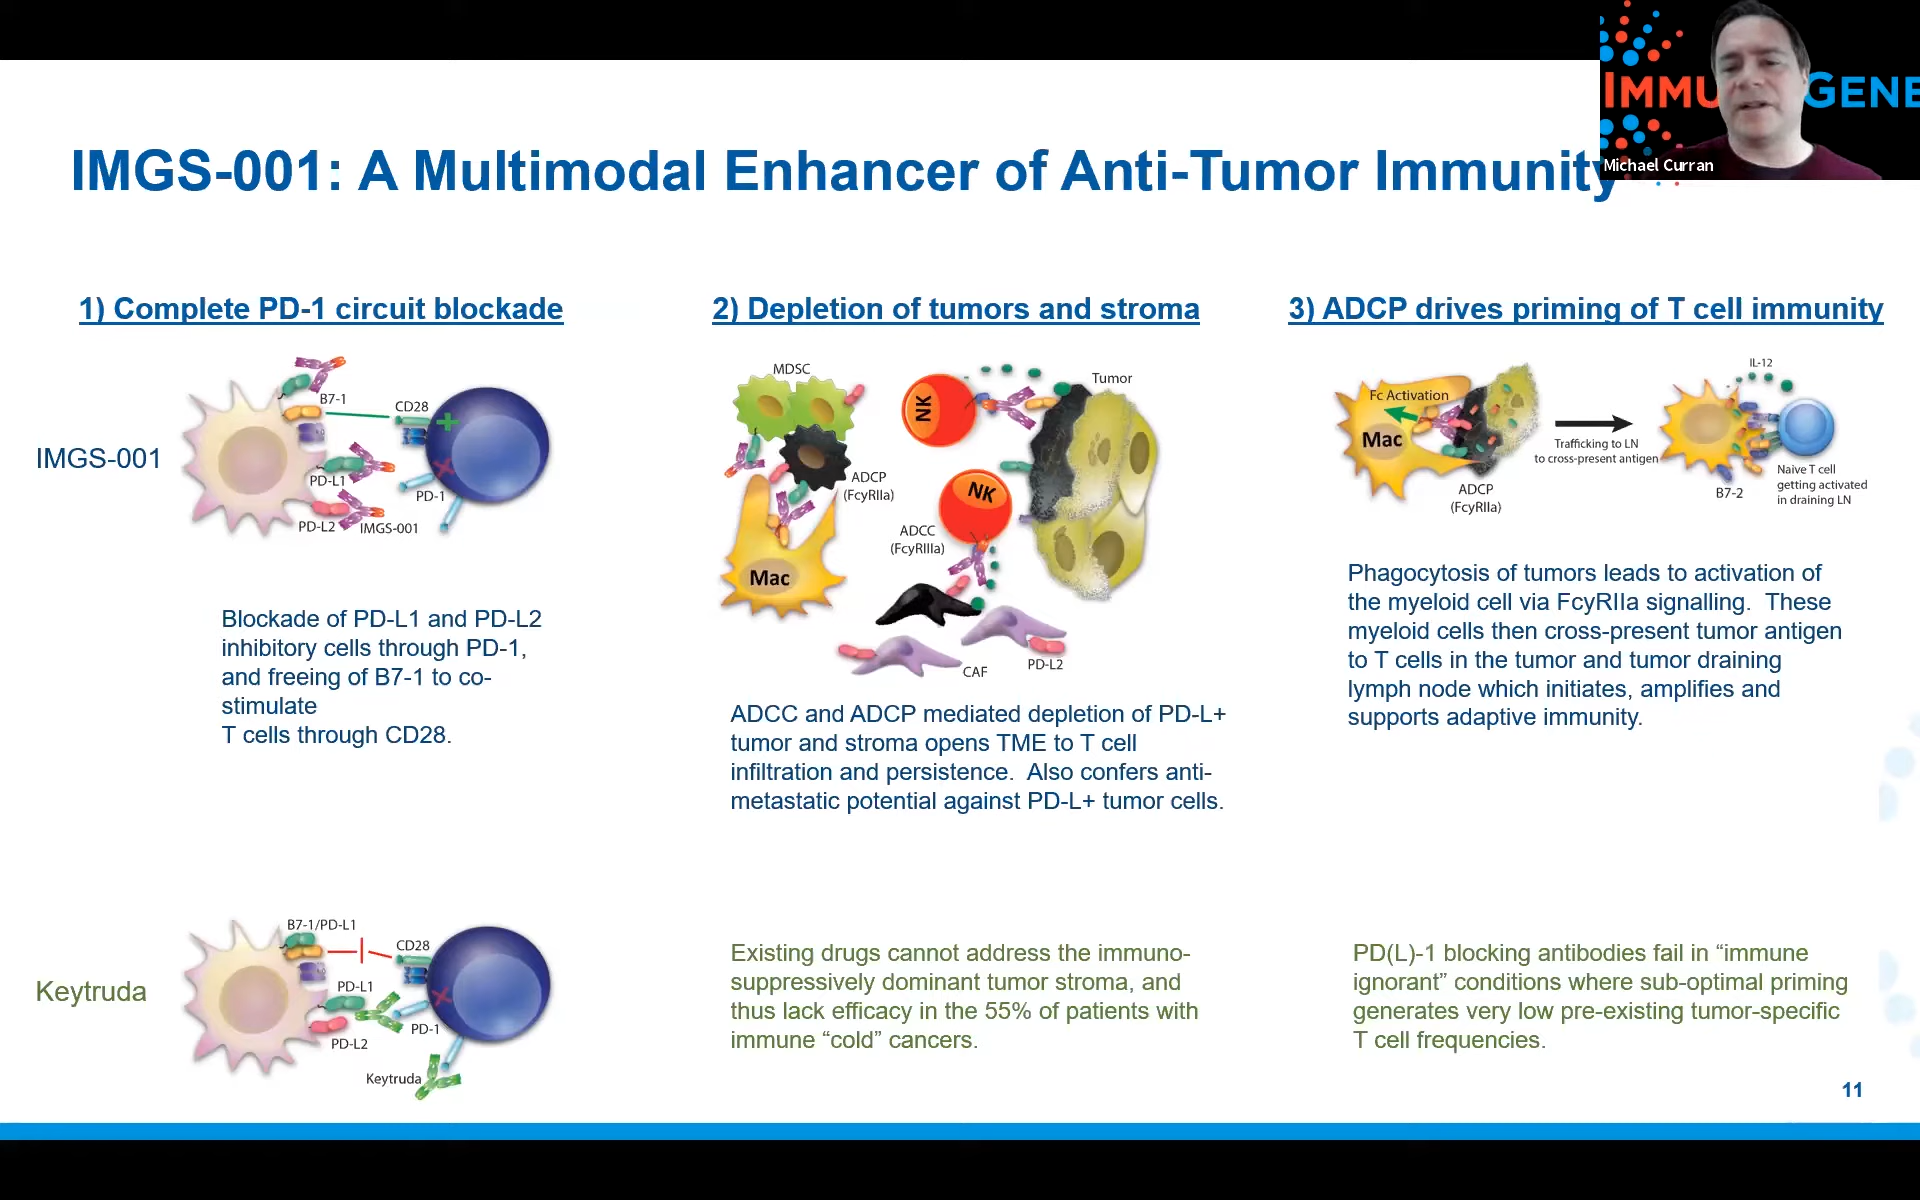 IMMU
GENE
Michael Curran
IMGS-001: A Multimodal Enhancer of Anti-Tumor Immunity
1) Complete PD-1 circuit blockade
IMGS-001
B7-1
CD28
PD-L1
PD-1
PD-L2
IMGS-001
Blockade of PD-L1 and PD-L2
inhibitory cells through PD-1,
and freeing of B7-1 to co-
stimulate
T cells through CD28.
2) Depletion of tumors and stroma
MDSC
NK
Tumor
ADCP
(FcyRIIa)
NK
ADCC
(FcyRIIIa)
Mac
CAF
PD-L2
ADCC and ADCP mediated depletion of PD-L+
tumor and stroma opens TME to T cell
infiltration and persistence. Also confers anti-
metastatic potential against PD-L+ tumor cells.
3) ADCP drives priming of T cell immunity
Fc Activation
Mac
ADCP
(FcyRIIa)
Trafficking to LN
to cross-present antigen
IL-12
B7-2
Naive T cell
getting activated
in draining LN
Phagocytosis of tumors leads to activation of
the myeloid cell via FcyRIIa signalling. These
myeloid cells then cross-present tumor antigen
to T cells in the tumor and tumor draining
lymph node which initiates, amplifies and
supports adaptive immunity.
Keytruda
B7-1/PD-L1
CD28
PD-L1
PD-1
PD-L2
Keytruda
Existing drugs cannot address the immuno-
suppressively dominant tumor stroma, and
thus lack efficacy in the 55% of patients with
immune “cold” cancers.
PD(L)-1 blocking antibodies fail in “immune
ignorant” conditions where sub-optimal priming
generates very low pre-existing tumor-specific
T cell frequencies.
11